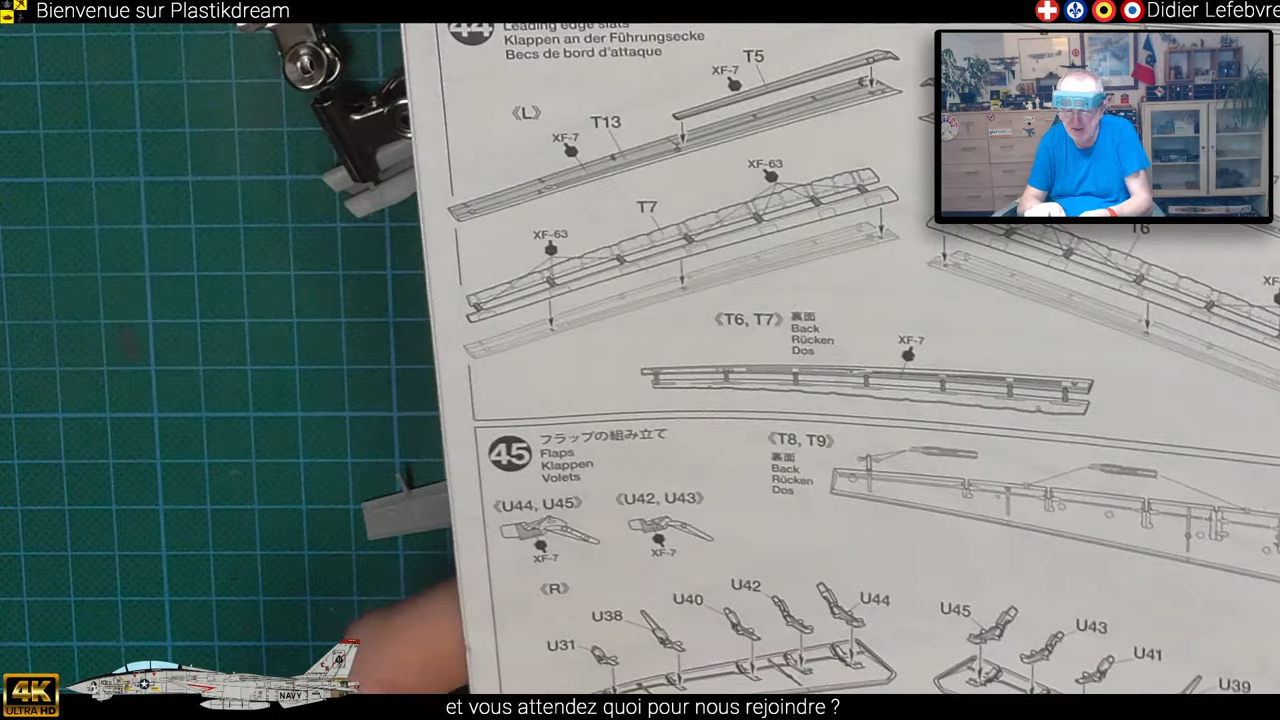 Bienvenue sur Plastikdream
Didier Lefebvre
44
Leading edge slats
Klappen an der Führungsecke
Becs de bord d'attaque
T5
XF-7
《L》
T13
XF-7
XF-63
T7
XF-63
T6
《T6, T7》
裏面
Back
Rücken
Dos
XF-7
45
フラップの組み立て
Flaps
Klappen
Volets
《T8, T9》
裏面
Back
Rücken
Dos
《U44, U45》
《U42, U43》
XF-7
XF-7
《R》
U31
U38
U40
U42
U44
U45
U43
U41
U39
4K
ULTRA HD
NAVY
et vous attendez quoi pour nous rejoindre ?